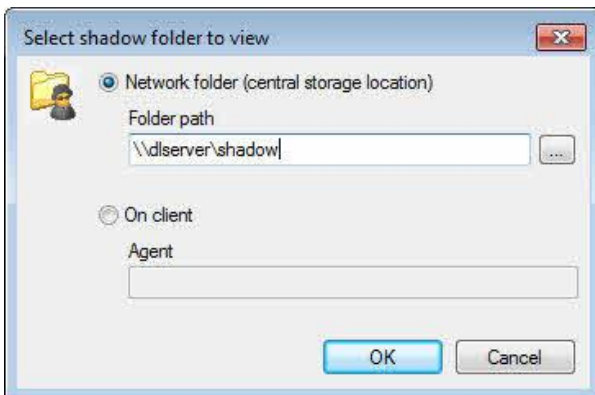 Select shadow folder to view
Network folder (central storage location)
Folder path
\\dlserver\shadow
...
On client
Agent
OK
Cancel